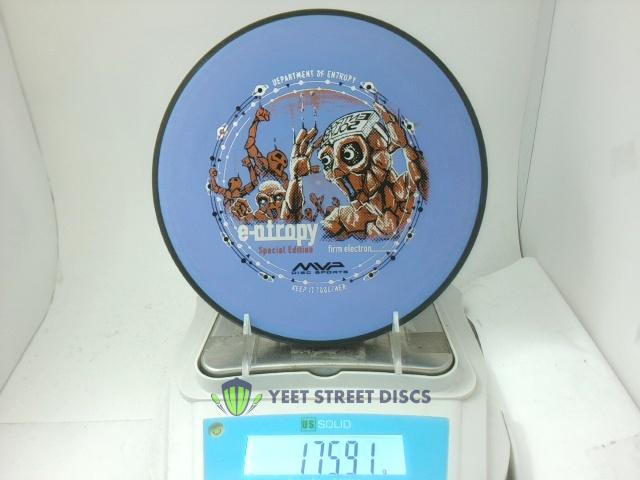 DEPARTMENT OF ENTROPY
e-ntropy
Special Edition firm electron
MVP
DISC SPORTS
KEEP IT TOGETHER
YEET STREET DISCS
US SOLID
175.91 g